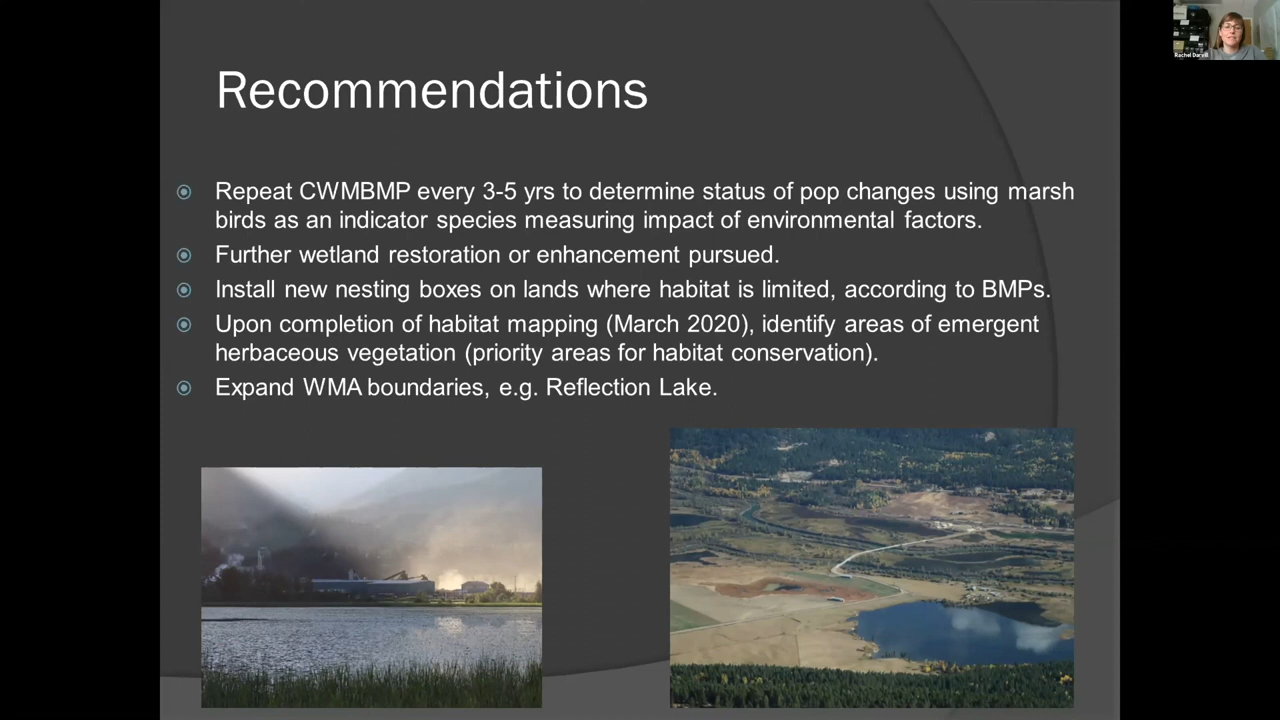 Recommendations
Repeat CWMBMP every 3-5 yrs to determine status of pop changes using marsh
birds as an indicator species measuring impact of environmental factors.
Further wetland restoration or enhancement pursued.
Install new nesting boxes on lands where habitat is limited, according to BMPs.
Upon completion of habitat mapping (March 2020), identify areas of emergent
herbaceous vegetation (priority areas for habitat conservation).
Expand WMA boundaries, e.g. Reflection Lake.
Rachel Darvill